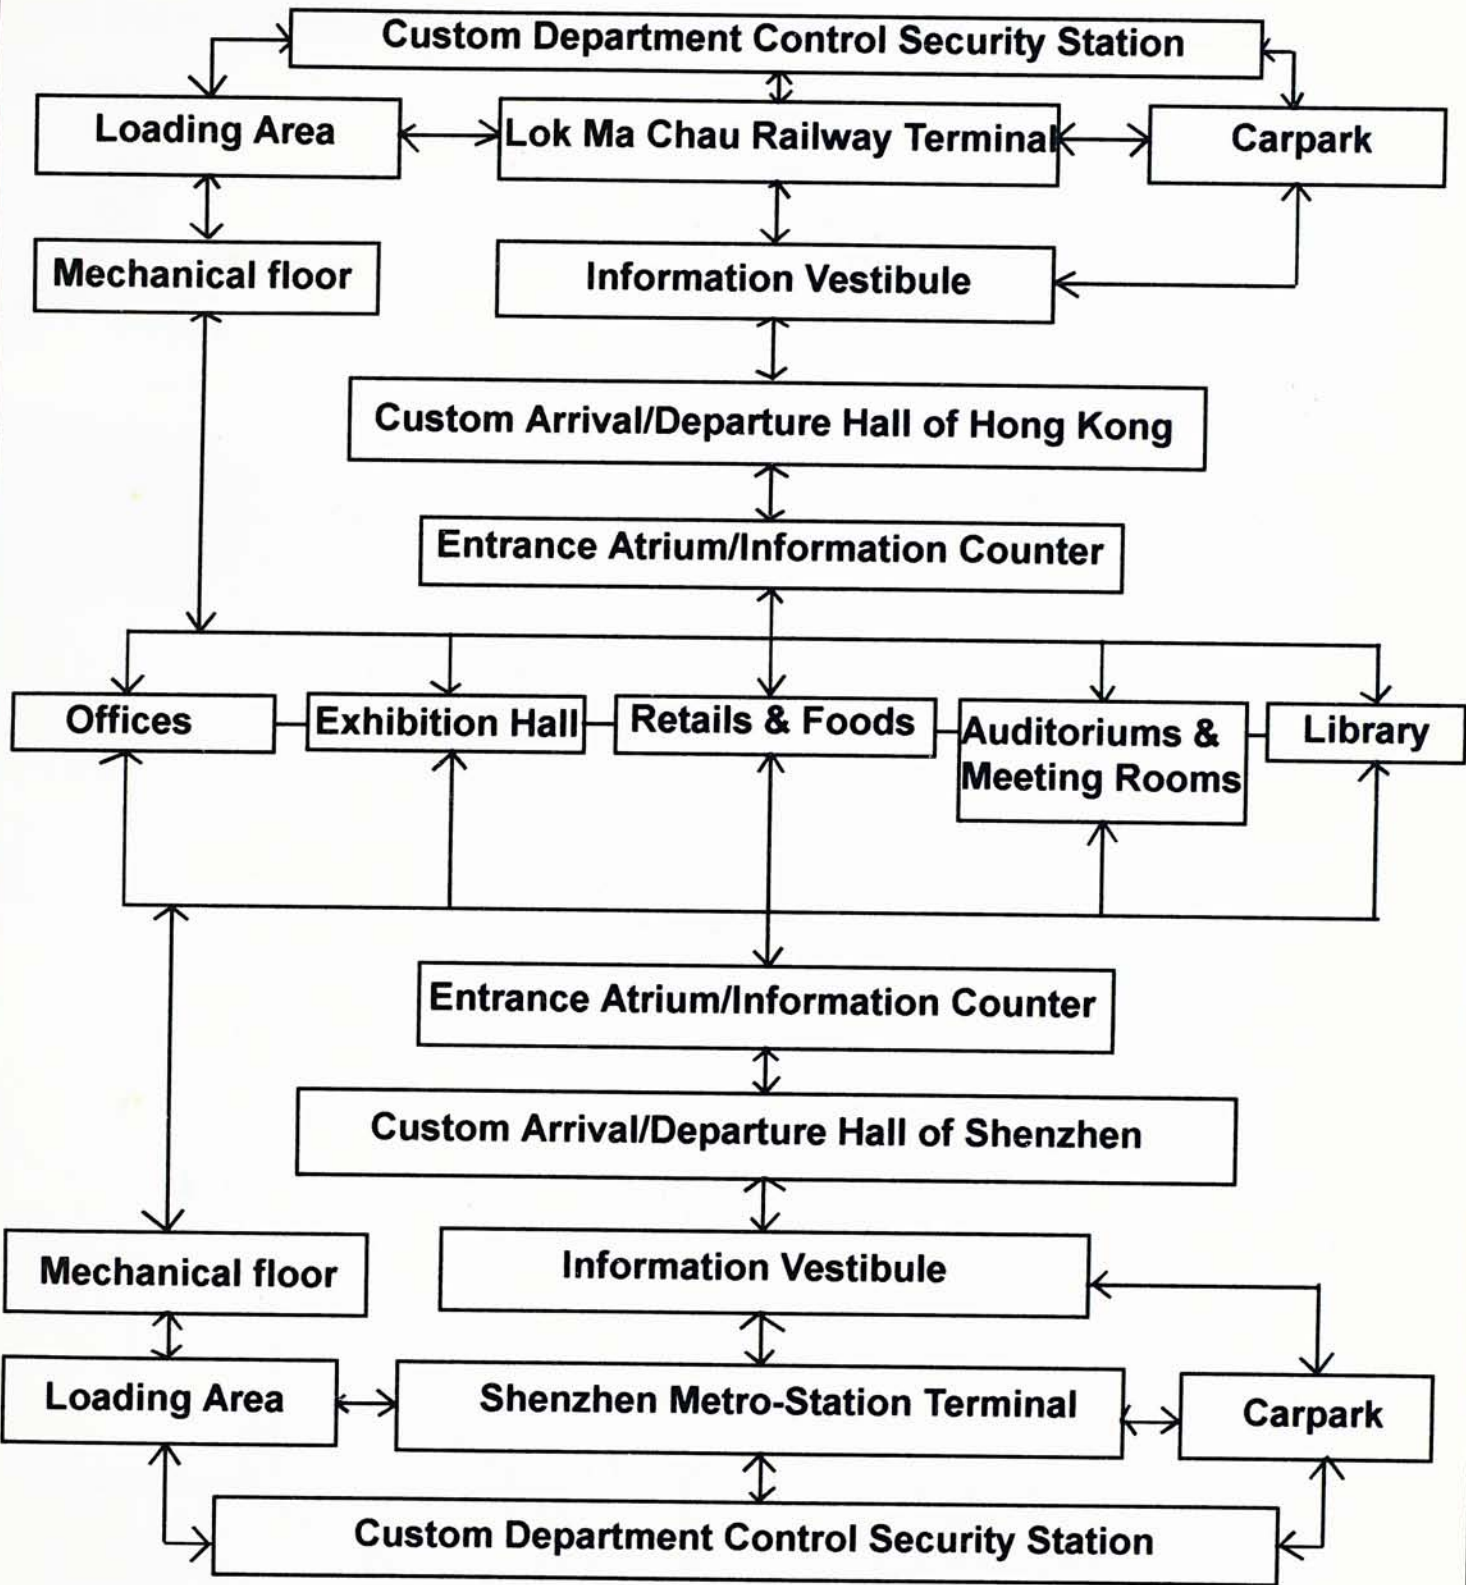 Custom Department Control Security Station
Loading Area
Lok Ma Chau Railway Terminal
Carpark
Mechanical floor
Information Vestibule
Custom Arrival/Departure Hall of Hong Kong
Entrance Atrium/Information Counter
Offices
Exhibition Hall
Retails & Foods
Auditoriums &
Meeting Rooms
Library
Entrance Atrium/Information Counter
Custom Arrival/Departure Hall of Shenzhen
Mechanical floor
Information Vestibule
Loading Area
Shenzhen Metro-Station Terminal
Carpark
Custom Department Control Security Station